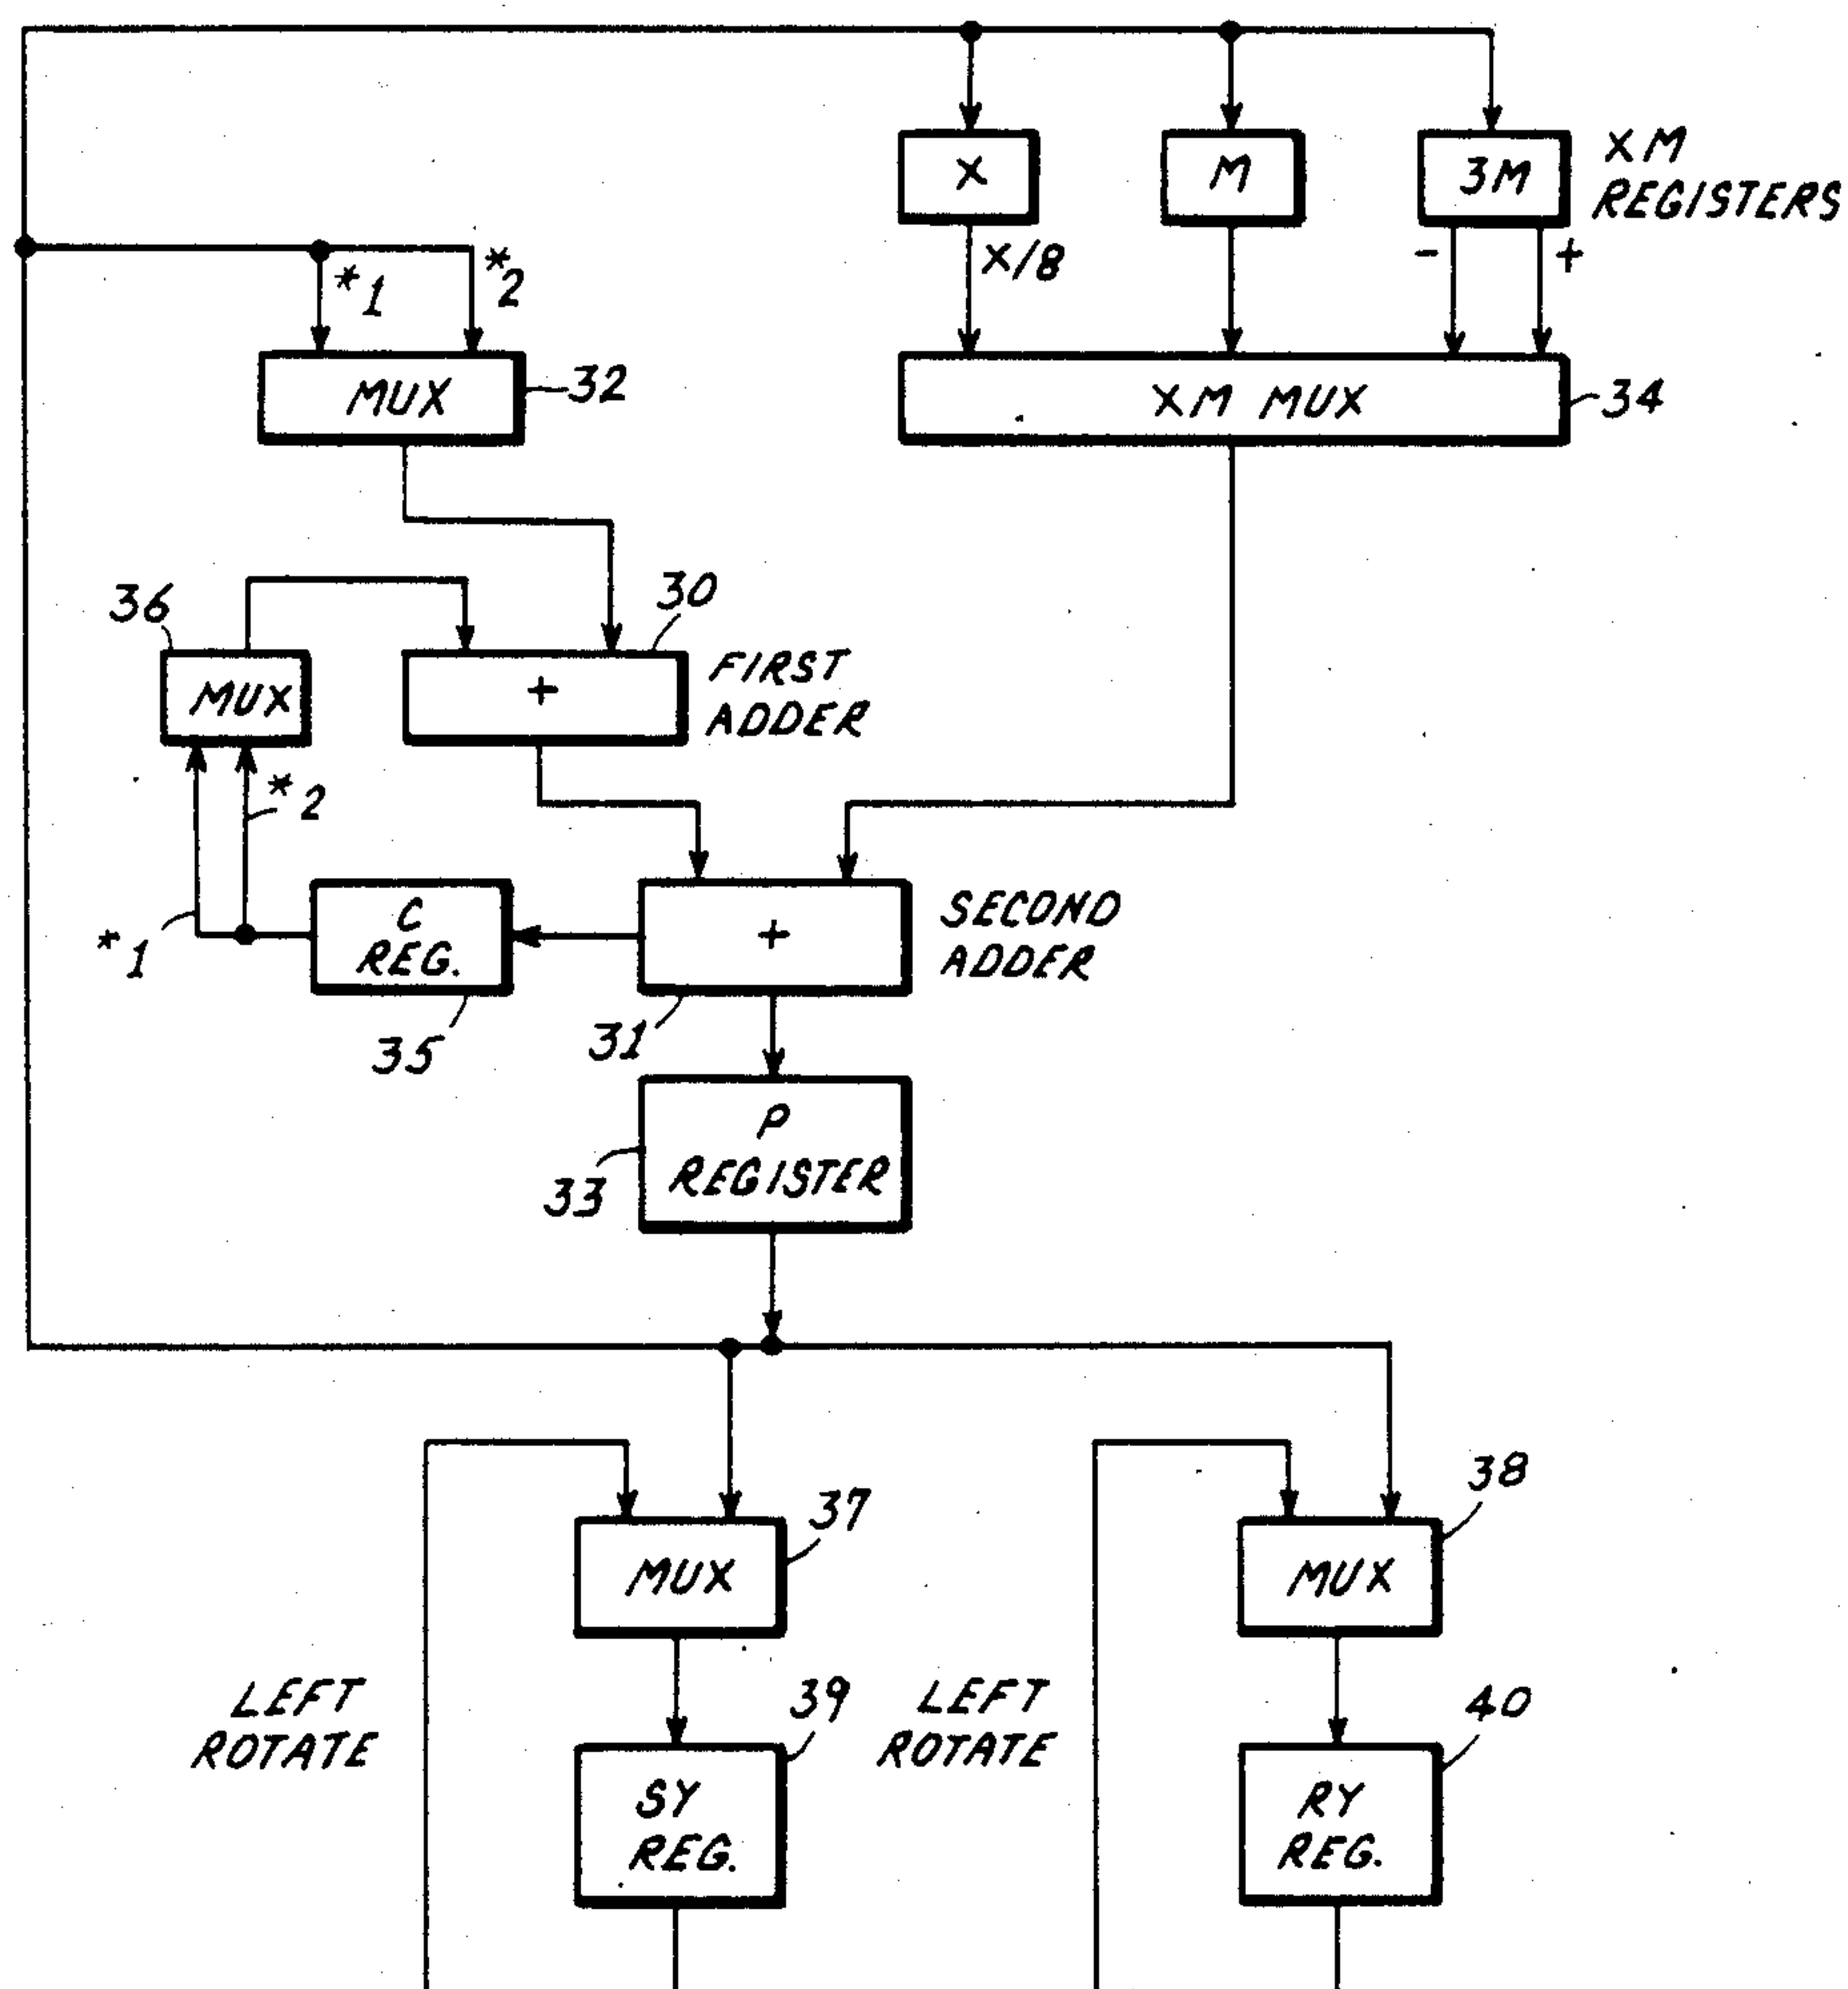 X
M
3M
XM
REGISTERS
X/8
-
+
*1
*2
MUX
32
XM MUX
34
36
30
MUX
+
FIRST
ADDER
*2
*1
C
REG.
35
+
31
SECOND
ADDER
P
REGISTER
33
37
MUX
38
MUX
LEFT
ROTATE
39
SY
REG.
LEFT
ROTATE
40
RY
REG.